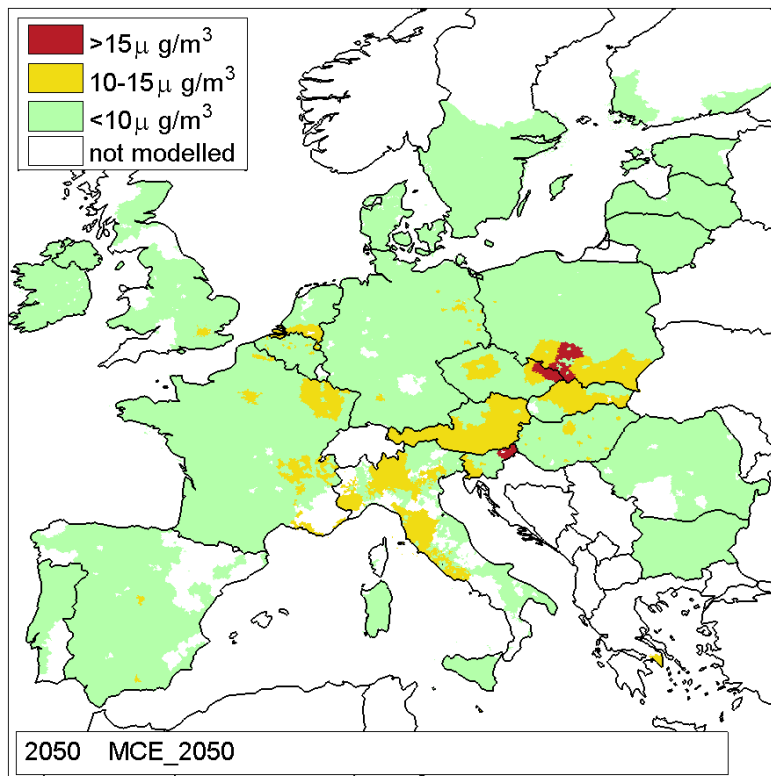 >15μ g/m³
10-15μ g/m³
<10μ g/m³
not modelled
2050 MCE_2050